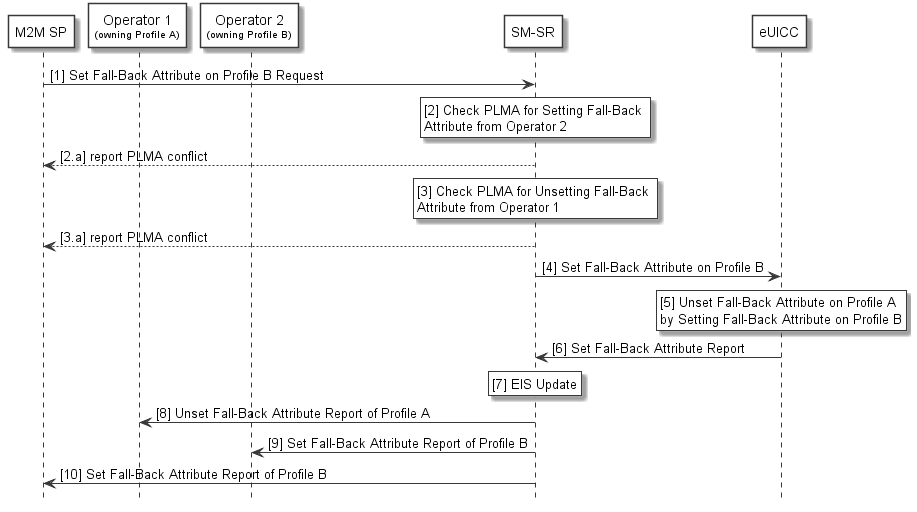 M2M SP
Operator 1
(owning Profile A)
Operator 2
(owning Profile B)
SM-SR
eUICC
[1] Set Fall-Back Attribute on Profile B Request
[2] Check PLMA for Setting Fall-Back
Attribute from Operator 2
[2.a] report PLMA conflict
[3] Check PLMA for Unsetting Fall-Back
Attribute from Operator 1
[3.a] report PLMA conflict
[4] Set Fall-Back Attribute on Profile B
[5] Unset Fall-Back Attribute on Profile A
by Setting Fall-Back Attribute on Profile B
[6] Set Fall-Back Attribute Report
[7] EIS Update
[8] Unset Fall-Back Attribute Report of Profile A
[9] Set Fall-Back Attribute Report of Profile B
[10] Set Fall-Back Attribute Report of Profile B